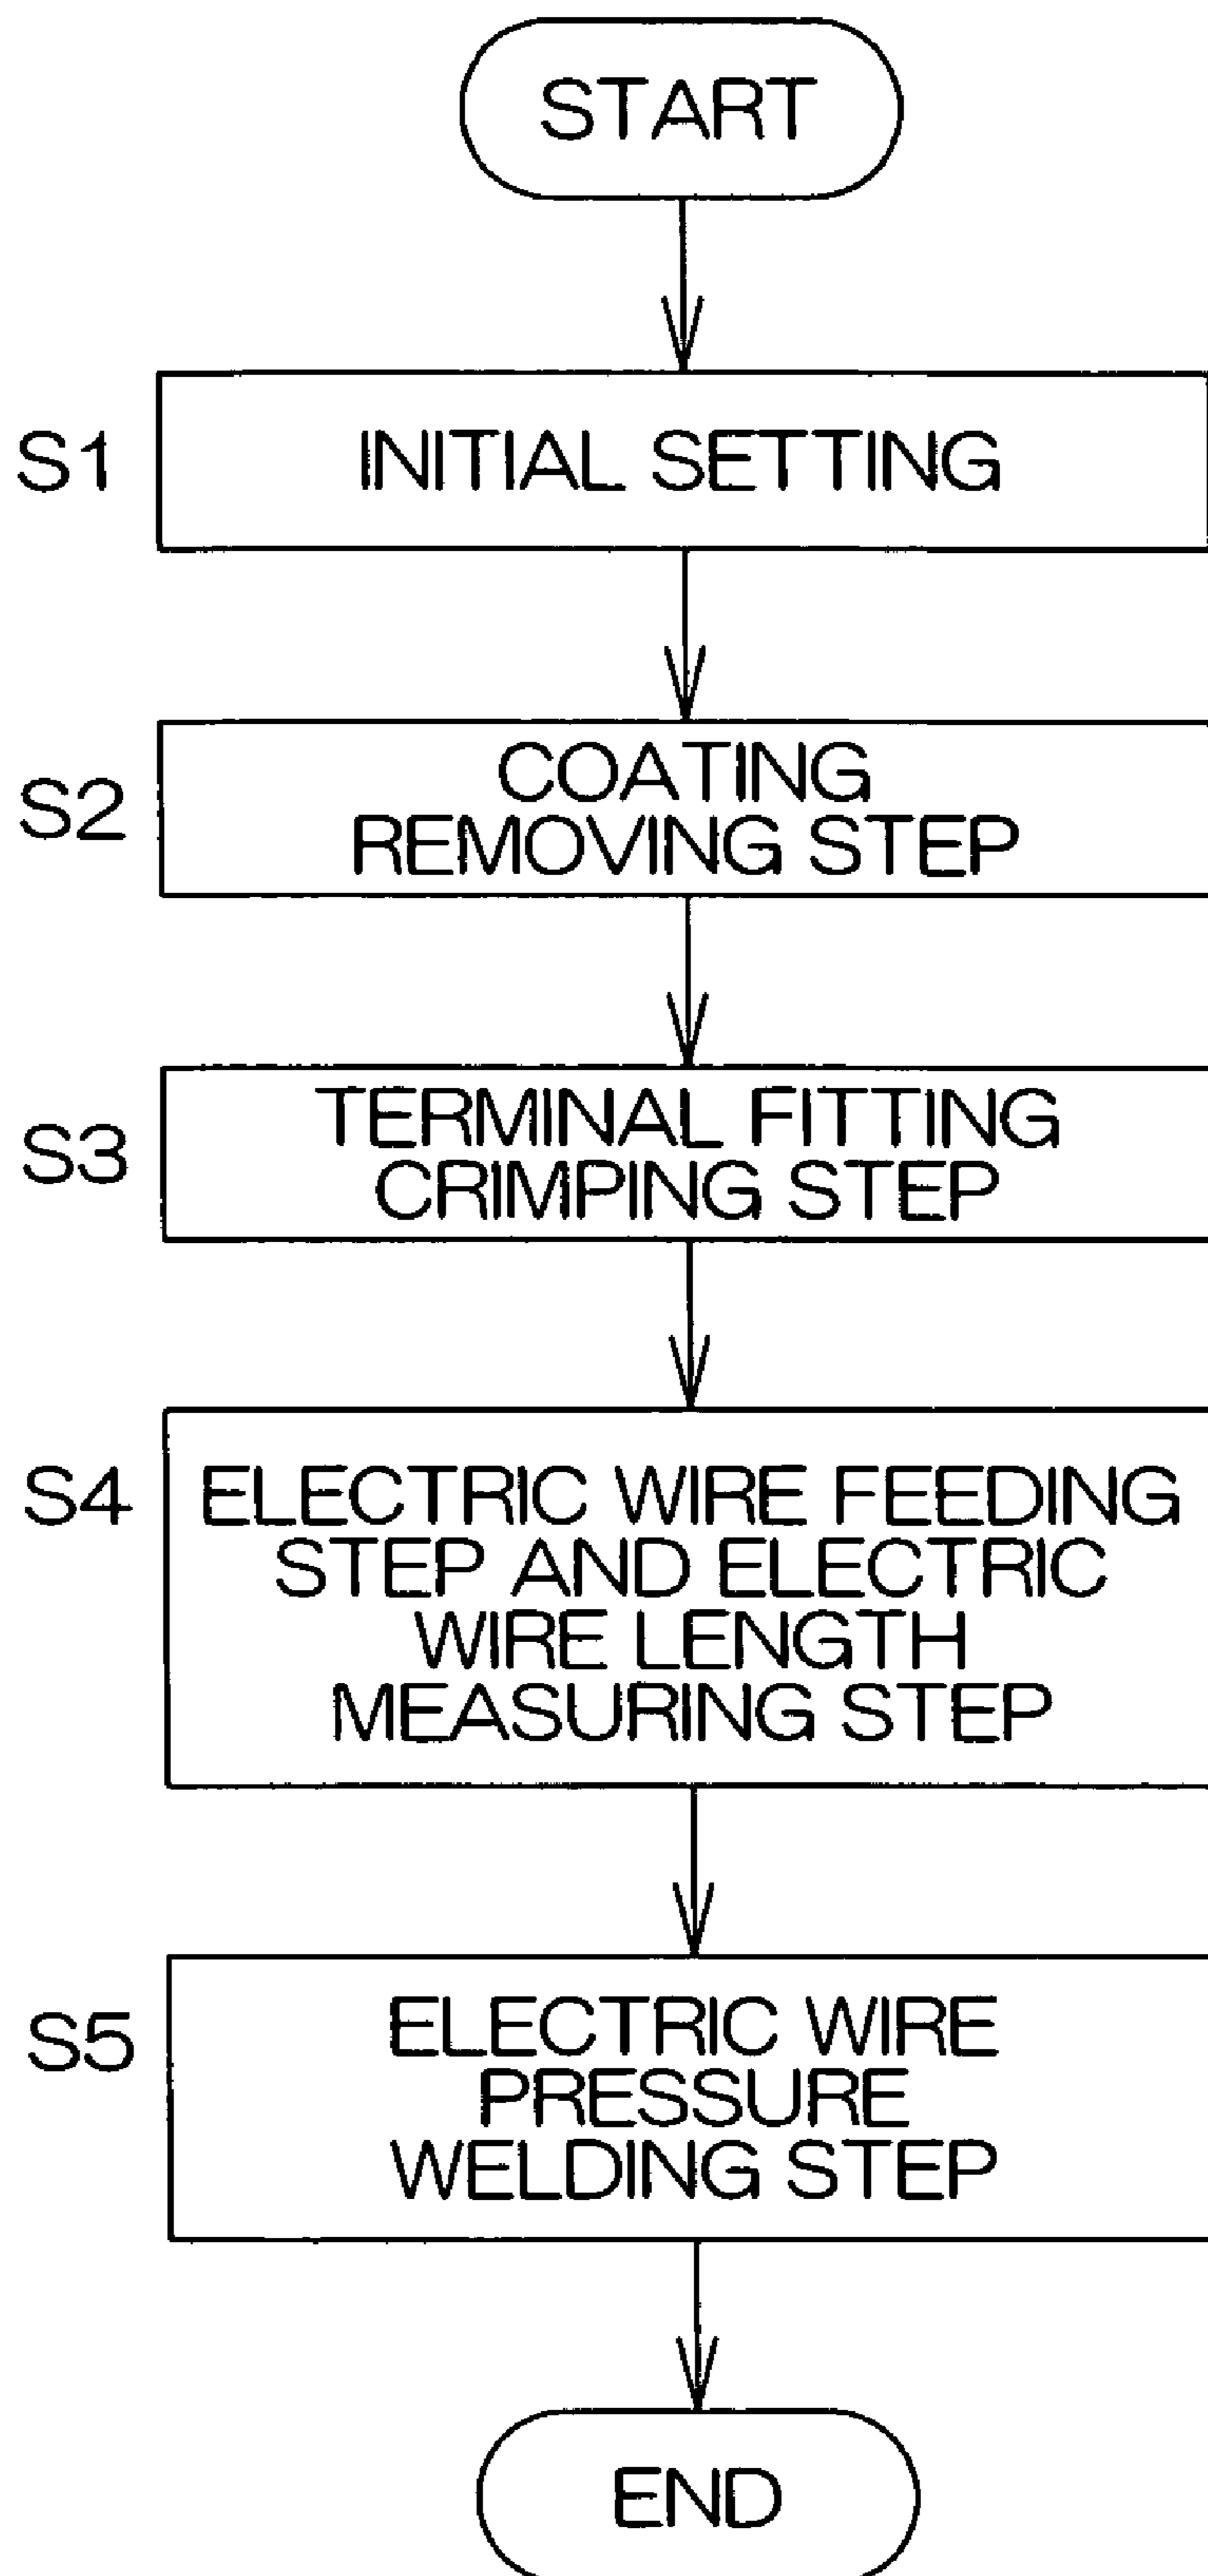 START
S1
INITIAL SETTING
S2
COATING
REMOVING STEP
S3
TERMINAL FITTING
CRIMPING STEP
S4
ELECTRIC WIRE FEEDING
STEP AND ELECTRIC
WIRE LENGTH
MEASURING STEP
S5
ELECTRIC WIRE
PRESSURE
WELDING STEP
END